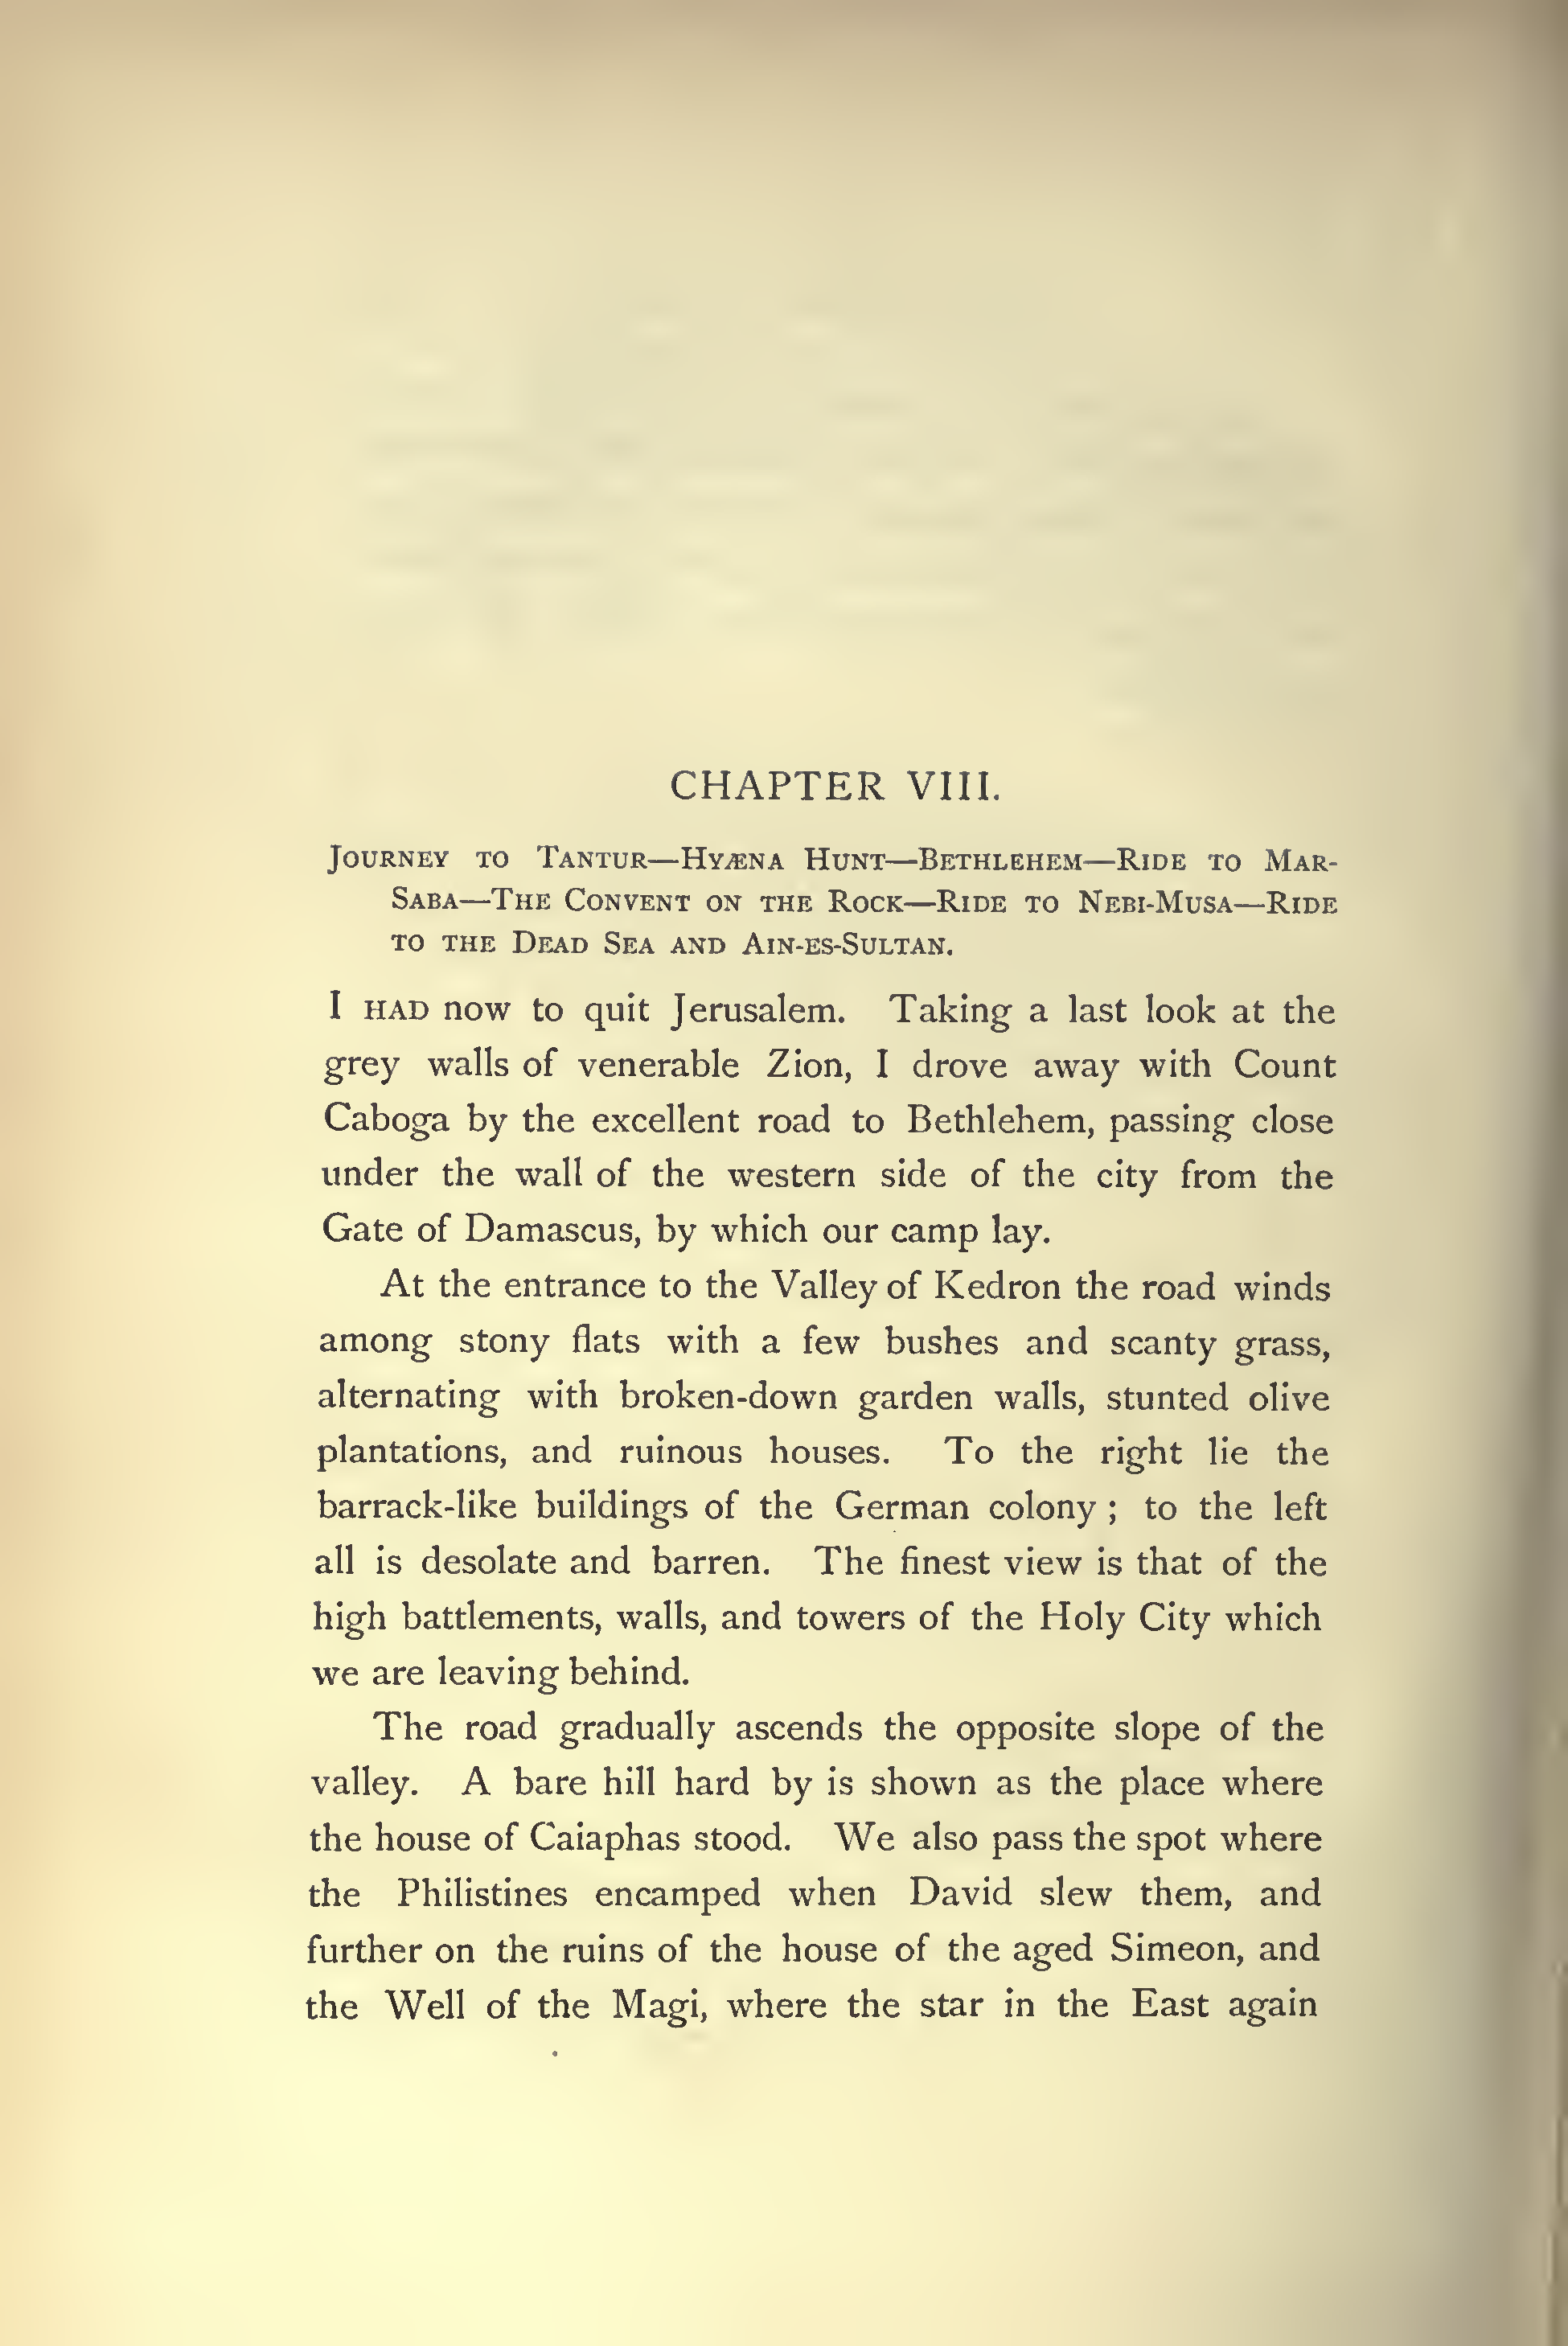 CHAPTER VIII.
Journey to Tantur—Hyæna Hunt—Bethlehem—Ride to Mar-
Saba—The Convent on the Rock—Ride to Nebi-Musa—Ride
to the Dead Sea and Ain-es-Sultan.
I had now to quit Jerusalem. Taking a last look at the
grey walls of venerable Zion, I drove away with Count
Caboga by the excellent road to Bethlehem, passing close
under the wall of the western side of the city from the
Gate of Damascus, by which our camp lay.
At the entrance to the Valley of Kedron the road winds
among stony flats with a few bushes and scanty grass,
alternating with broken-down garden walls, stunted olive
plantations, and ruinous houses. To the right lie the
barrack-like buildings of the German colony ; to the left
all is desolate and barren. The finest view is that of the
high battlements, walls, and towers of the Holy City which
we are leaving behind.
The road gradually ascends the opposite slope of the
valley. A bare hill hard by is shown as the place where
the house of Caiaphas stood. We also pass the spot where
the Philistines encamped when David slew them, and
further on the ruins of the house of the aged Simeon, and
the Well of the Magi, where the star in the East again